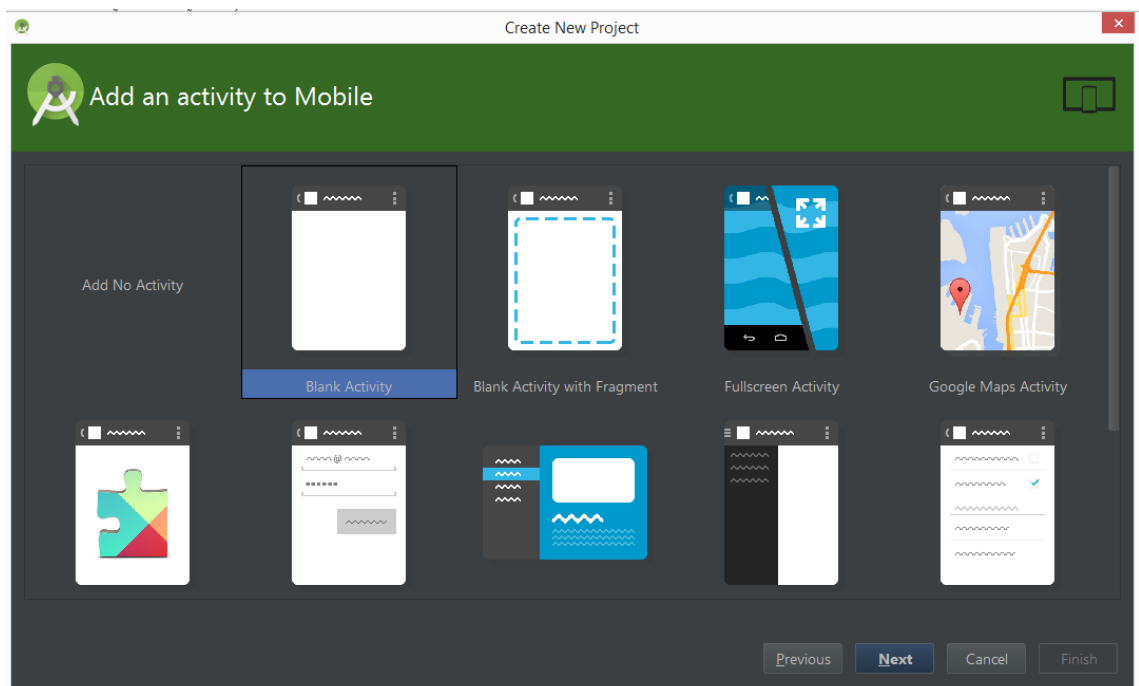 Create New Project
Add an activity to Mobile
Add No Activity
Blank Activity
Blank Activity with Fragment
Fullscreen Activity
Google Maps Activity
Previous
Next
Cancel
Finish